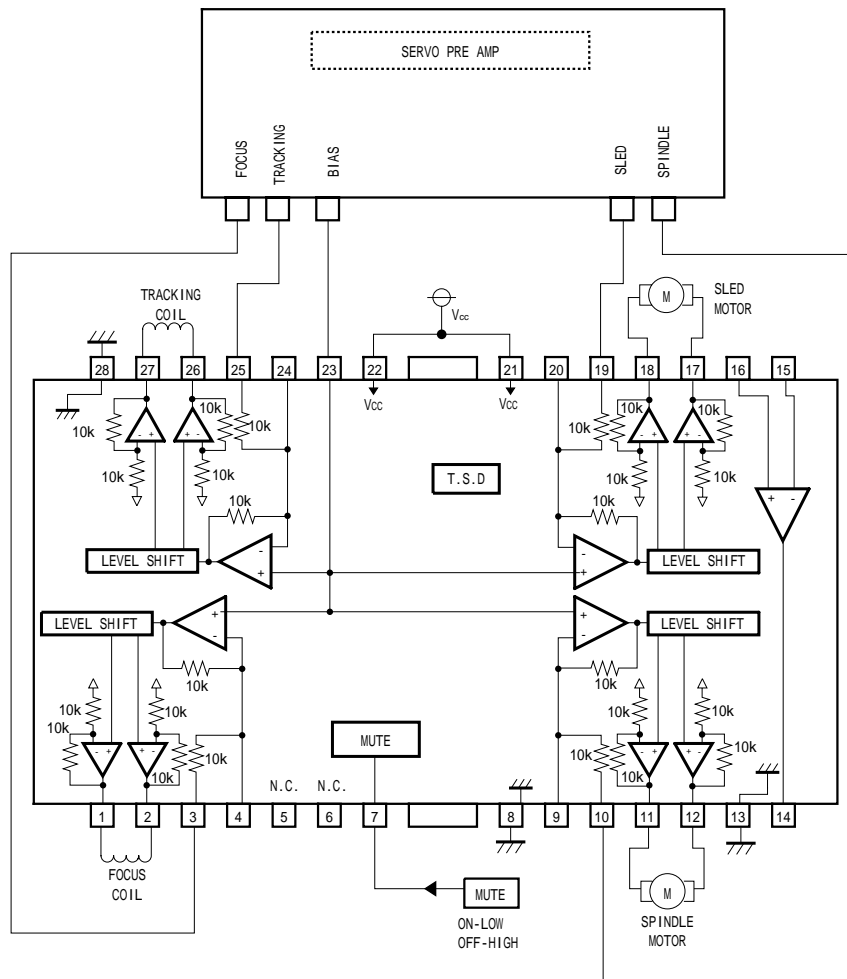 SERVO PRE AMP
FOCUS
TRACKING
BIAS
SLED
SPINDLE
TRACKING
COIL
Vcc
SLED
MOTOR
M
28 27 26 25 24 23 22 21 20 19 18 17 16 15
Vcc
Vcc
10k
10k
10k
10k
10k
10k
10k
10k
10k
10k
- + + -
- + + -
+ -
T.S.D
10k
10k
LEVEL SHIFT
-
+
-
+
LEVEL SHIFT
LEVEL SHIFT
+
-
+
-
LEVEL SHIFT
10k
10k
10k
10k
10k
10k
10k
10k
10k
10k
10k
10k
- + + -
- + + -
MUTE
N.C. N.C.
1 2 3 4 5 6 7 8 9 10 11 12 13 14
FOCUS
COIL
MUTE
ON-LOW
OFF-HIGH
M
SPINDLE
MOTOR